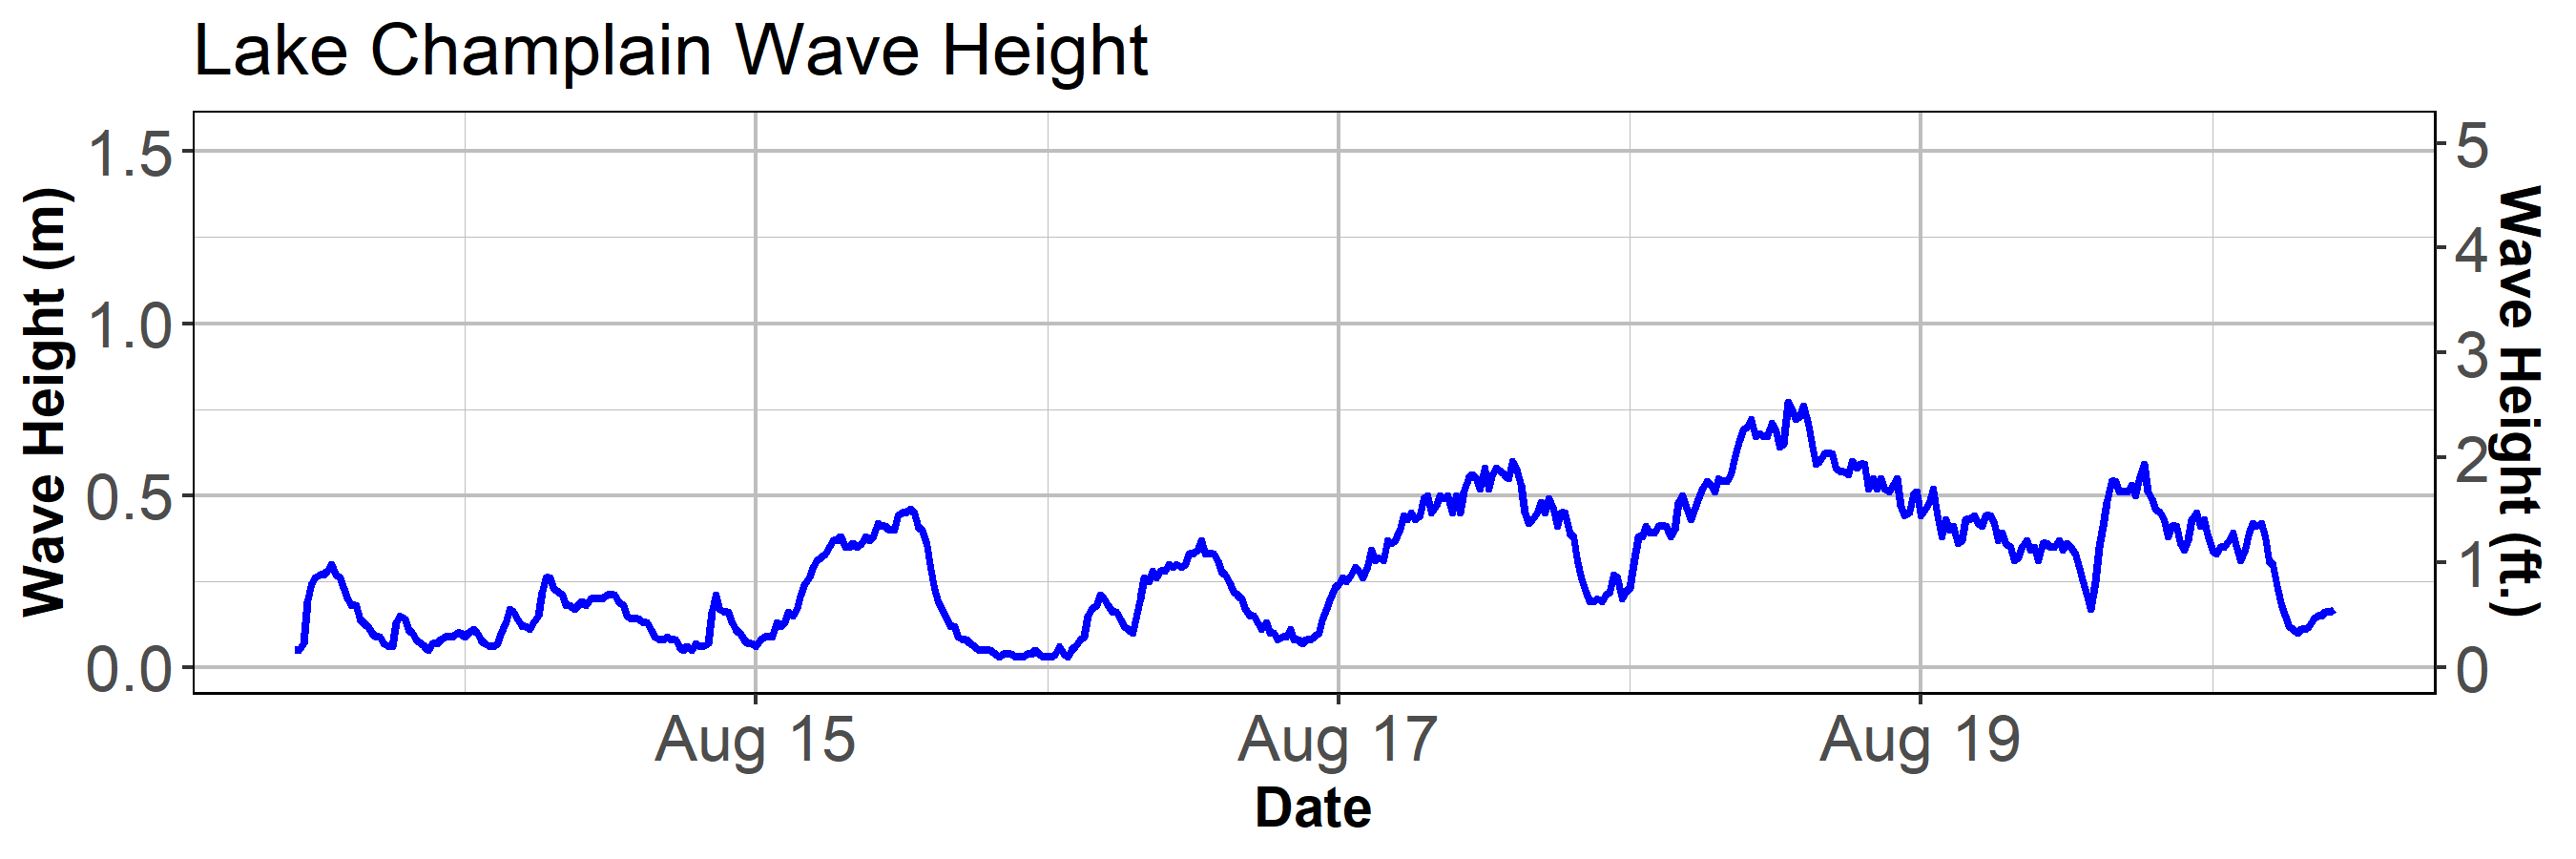 Lake Champlain Wave Height
Wave Height (m)
1.5
1.0
0.5
0.0
5
4
3
2
1
0
Wave Height (ft.)
Aug 15
Aug 17
Aug 19
Date